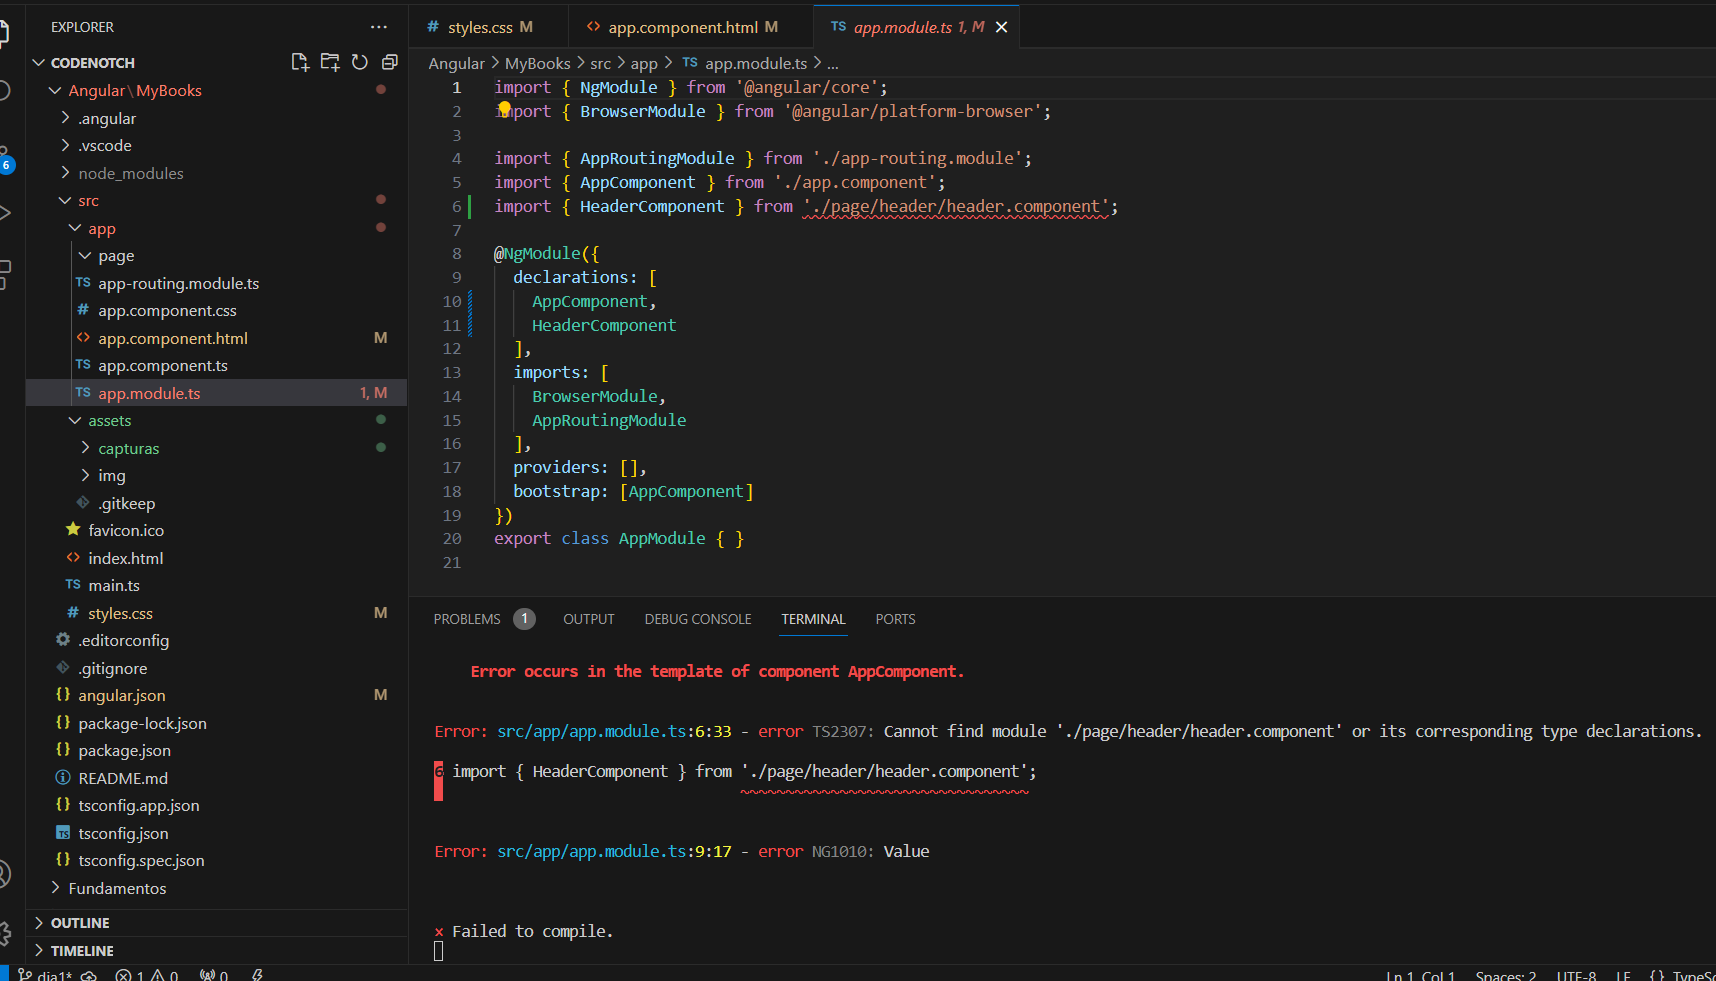 EXPLORER
CODENOTCH
Angular\MyBooks
.angular
.vscode
node_modules
src
app
page
TS app-routing.module.ts
# app.component.css
<> app.component.html M
TS app.component.ts
TS app.module.ts 1, M
assets
capturas
img
.gitkeep
favicon.ico
<> index.html
TS main.ts
# styles.css M
.editorconfig
.gitignore
{} angular.json M
{} package-lock.json
{} package.json
README.md
{} tsconfig.app.json
TS tsconfig.json
{} tsconfig.spec.json
Fundamentos
OUTLINE
TIMELINE
6
# styles.css M
<> app.component.html M
TS app.module.ts 1, M
Angular > MyBooks > src > app > TS app.module.ts > ...
1 import { NgModule } from '@angular/core';
2 import { BrowserModule } from '@angular/platform-browser';
3
4 import { AppRoutingModule } from './app-routing.module';
5 import { AppComponent } from './app.component';
6 import { HeaderComponent } from './page/header/header.component';
7
8 @NgModule({
9 declarations: [
10 AppComponent,
11 HeaderComponent
12 ],
13 imports: [
14 BrowserModule,
15 AppRoutingModule
16 ],
17 providers: [],
18 bootstrap: [AppComponent]
19 })
20 export class AppModule { }
21
PROBLEMS 1 OUTPUT DEBUG CONSOLE TERMINAL PORTS
Error occurs in the template of component AppComponent.
Error: src/app/app.module.ts:6:33 - error TS2307: Cannot find module './page/header/header.component' or its corresponding type declarations.
6 import { HeaderComponent } from './page/header/header.component';
Error: src/app/app.module.ts:9:17 - error NG1010: Value
× Failed to compile.
dia1* 1 0 0 Ln 1, Col 1 Spaces: 2 UTF-8 LF {}